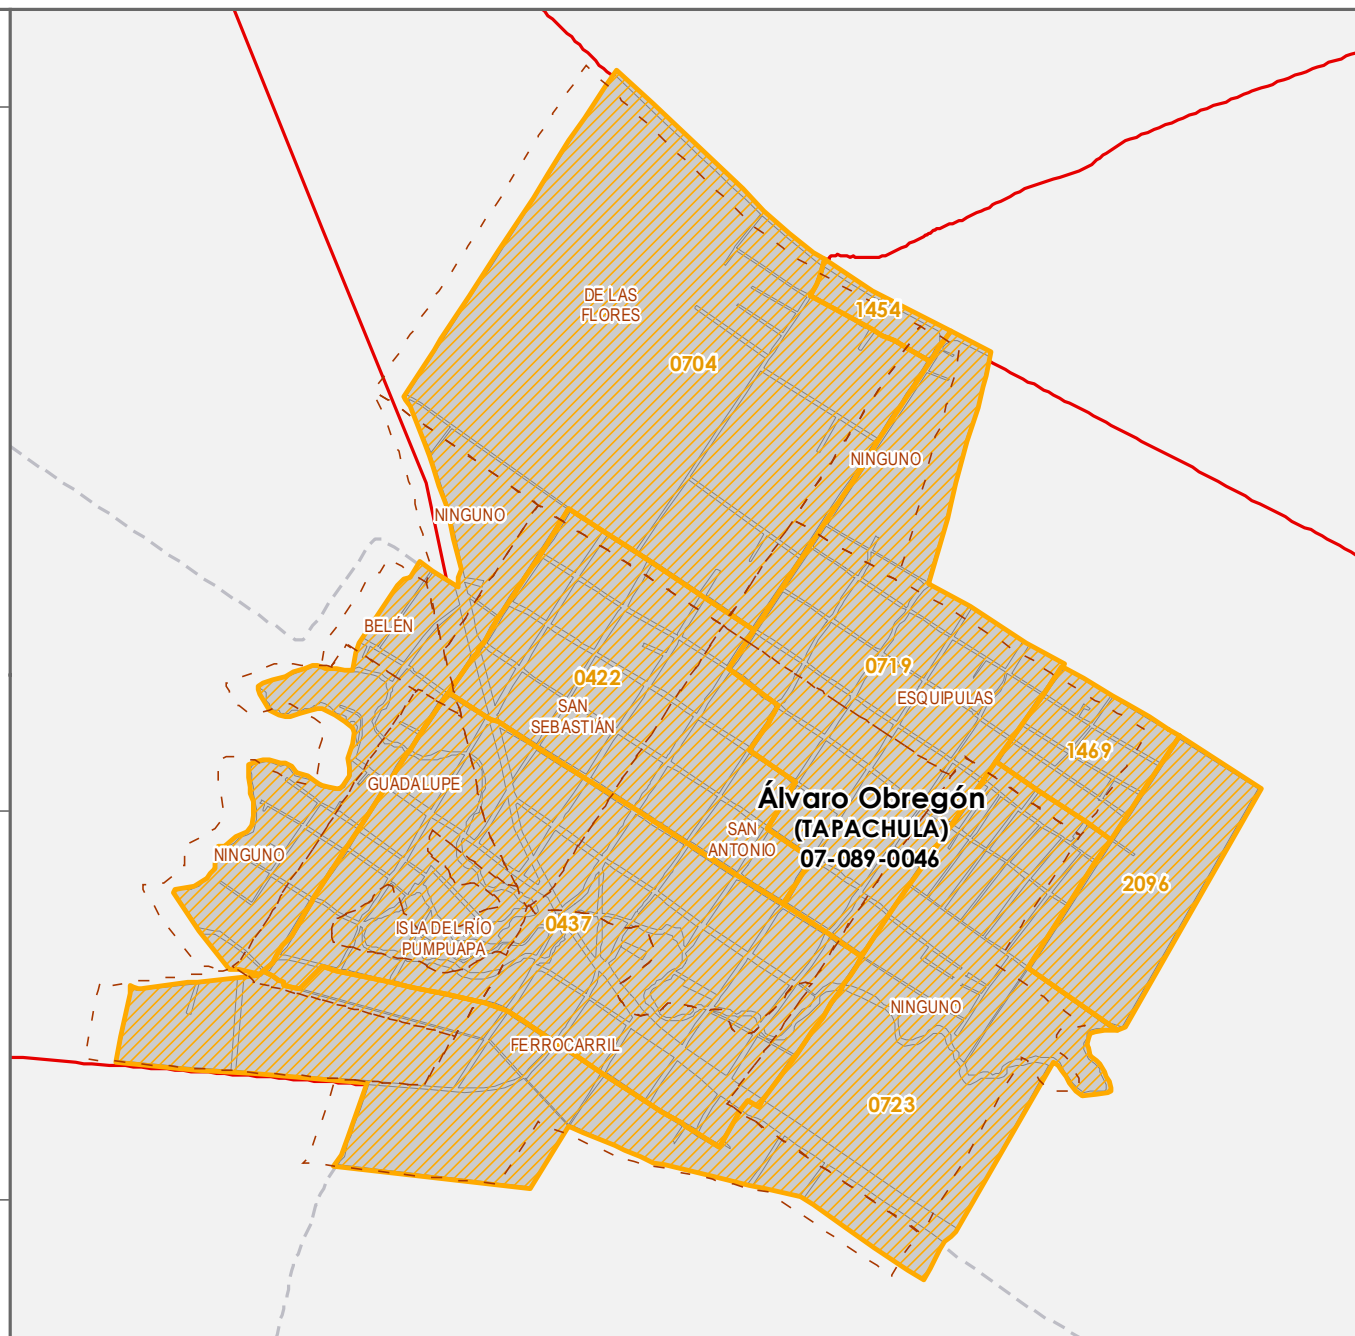 DE LAS
FLORES
1454
0704
NINGUNO
NINGUNO
BELÉN
0719
0422
ESQUIPULAS
SAN
SEBASTIÁN
1469
GUADALUPE
Álvaro Obregón
(TAPACHULA)
07-089-0046
SAN
ANTONIO
NINGUNO
2096
0437
ISLA DEL RÍO
PUMPUAPA
NINGUNO
FERROCARRIL
0723